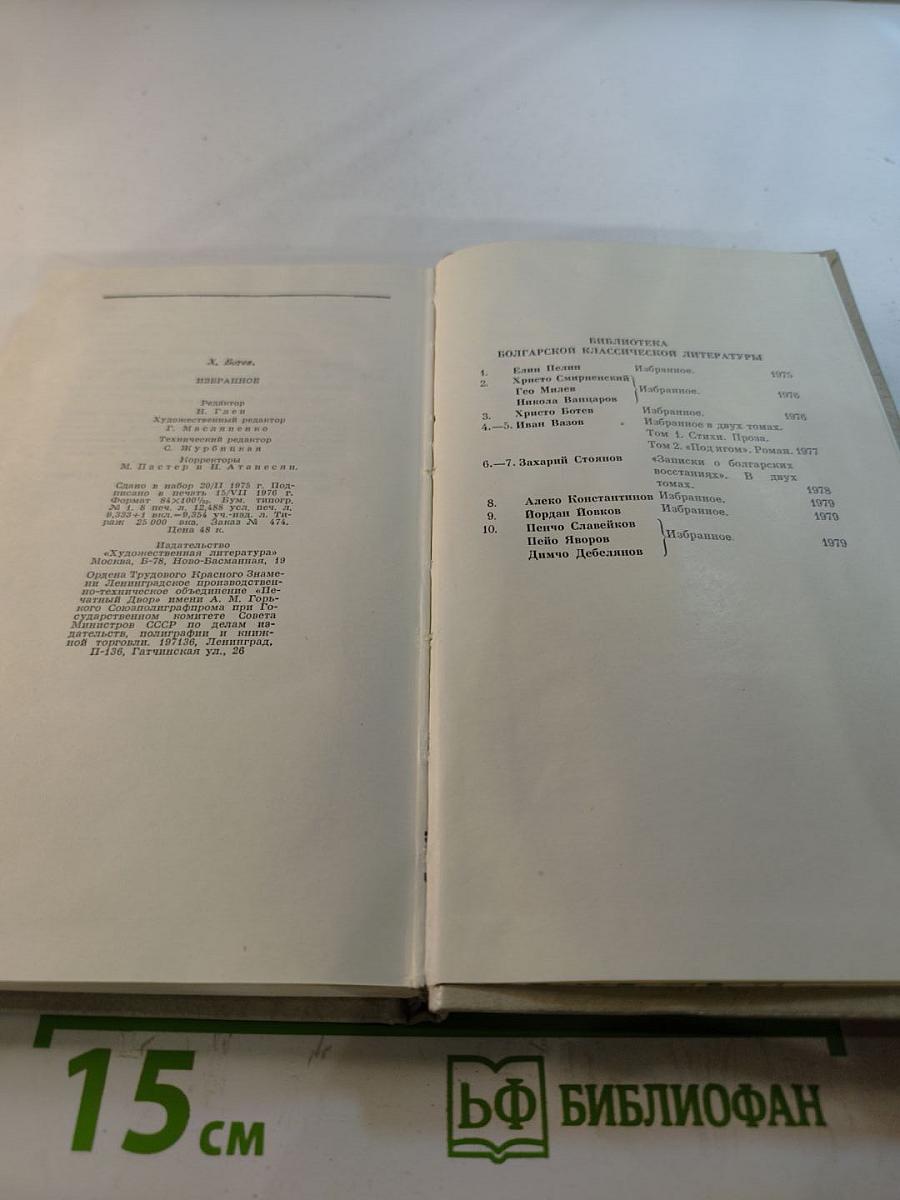 Х. Ботев.
ИЗБРАННОЕ
Редактор
Н. Глен
Художественный редактор
Г. Масляненко
Технический редактор
С. Журбицкая
Корректоры
М. Пастер и Н. Атанесян.
Сдано в набор 20/II 1975 г. Под-
писано в печать 15/VII 1976 г.
Формат 84×100 1/32. Бум. типогр.
№ 1. 8 печ. л. 12,488 усл. печ. л.
9,333+1 вкл.=9,354 уч.-изд. л. Ти-
раж 25 000 экз. Заказ № 474.
Цена 48 к.
Издательство
«Художественная литература»
Москва, Б-78, Ново-Басманная, 19
Ордена Трудового Красного Знаме-
ни Ленинградское производствен-
но-техническое объединение «Пе-
чатный Двор» имени А. М. Горь-
кого Союзполиграфпрома при Го-
сударственном комитете Совета
Министров СССР по делам из-
дательств, полиграфии и книж-
ной торговли. 197136, Ленинград,
П-136, Гатчинская ул., 26
БИБЛИОТЕКА
БОЛГАРСКОЙ КЛАССИЧЕСКОЙ ЛИТЕРАТУРЫ
1. Елин Пелин Избранное. 1975
2. Христо Смирненский
Гео Милев Избранное. 1976
Никола Вапцаров
3. Христо Ботев Избранное. 1976
4.—5. Иван Вазов Избранное в двух томах.
Том 1. Стихи. Проза.
Том 2. «Под игом». Роман. 1977
6.—7. Захарий Стоянов «Записки о болгарских
восстаниях». В двух
томах. 1978
8. Алеко Константинов Избранное. 1979
9. Йордан Йовков Избранное. 1979
10. Пенчо Славейков
Пейо Яворов Избранное. 1979
Димчо Дебелянов
15 см
ЬФ БИБЛИОФАН